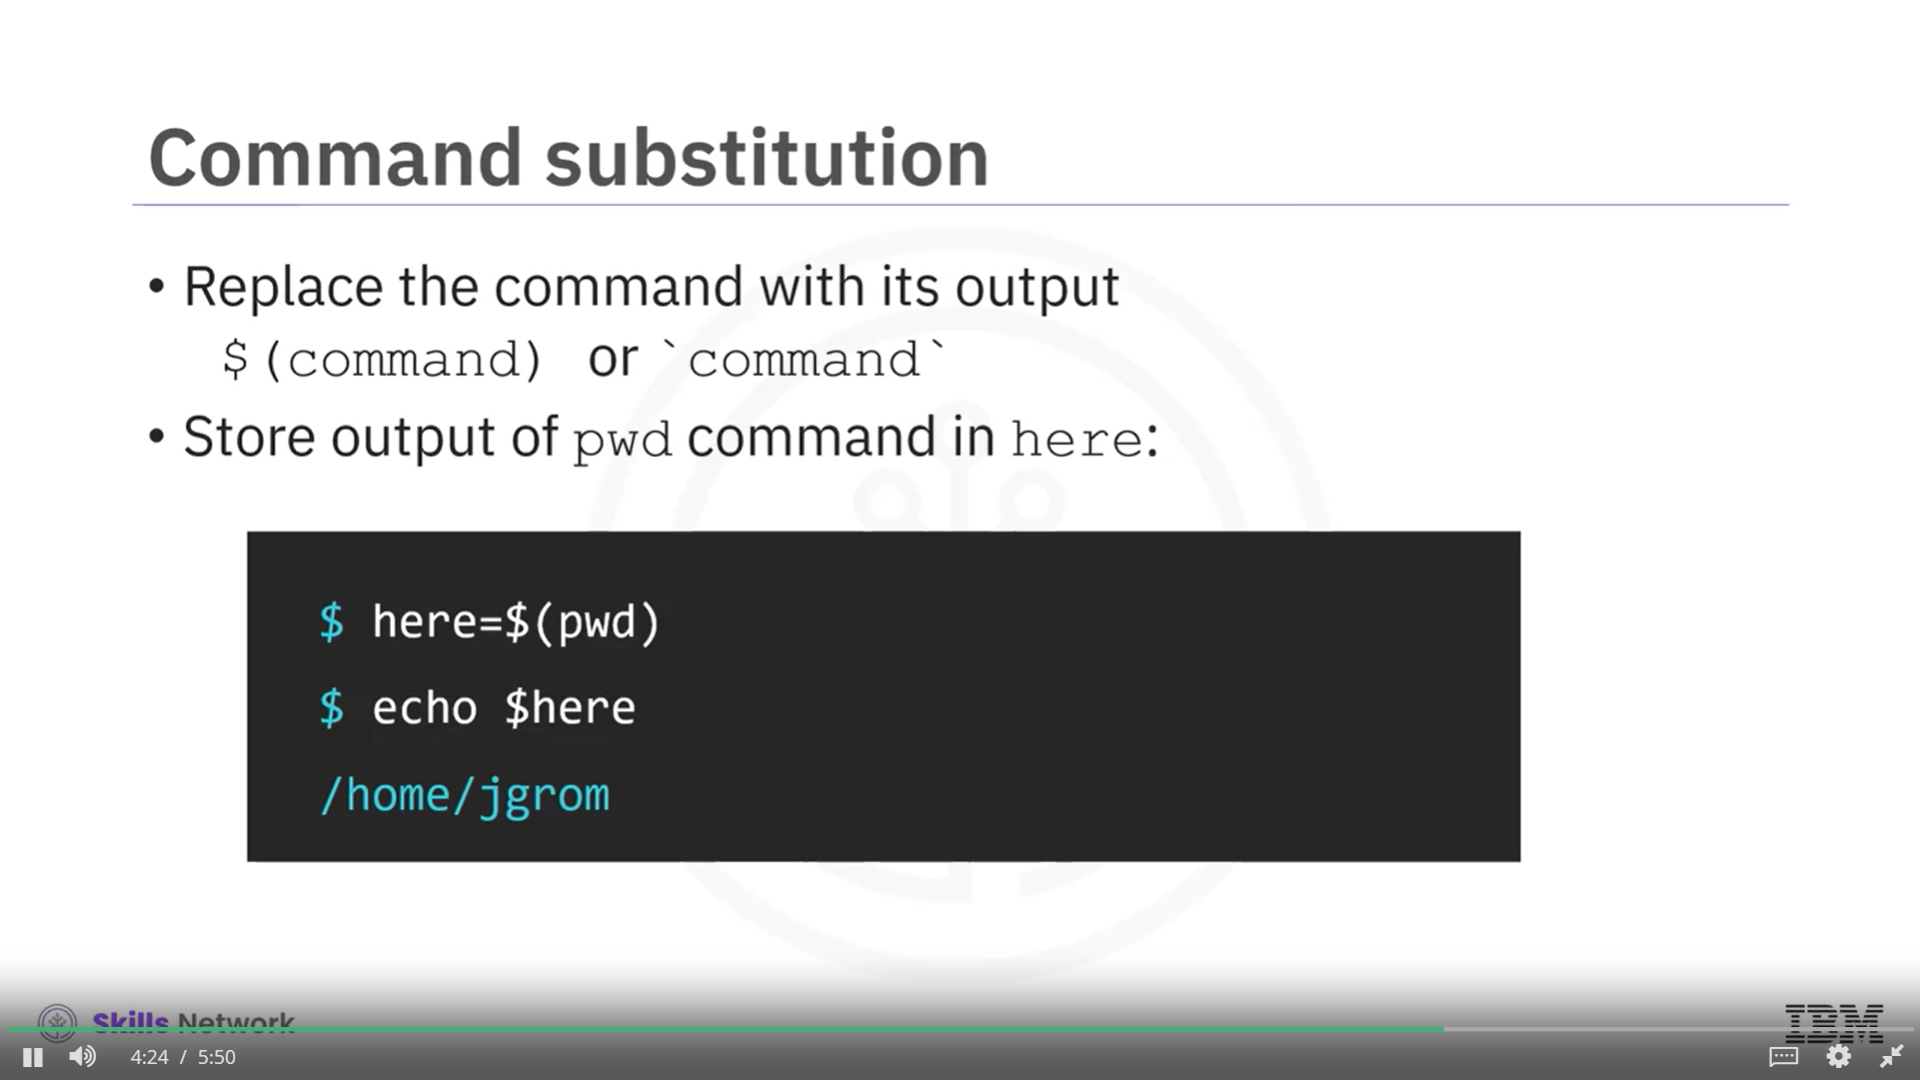 Command substitution
• Replace the command with its output
$(command) or `command`
• Store output of pwd command in here:
$ here=$(pwd)
$ echo $here
/home/jgrom
Skills Network
IBM
4:24 / 5:50